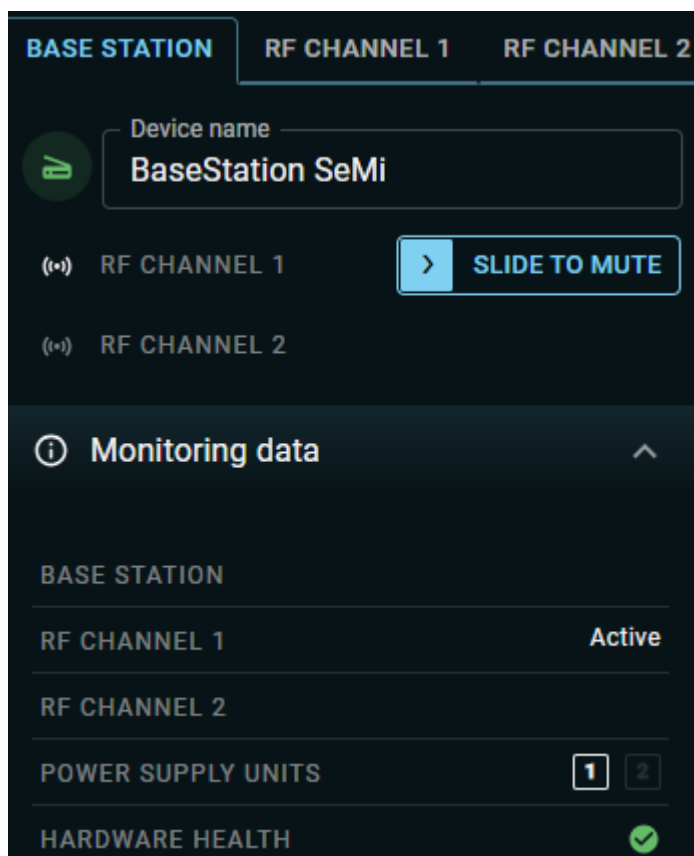 BASE STATION RF CHANNEL 1 RF CHANNEL 2
Device name
BaseStation SeMi
RF CHANNEL 1 SLIDE TO MUTE
RF CHANNEL 2
Monitoring data
BASE STATION
RF CHANNEL 1 Active
RF CHANNEL 2
POWER SUPPLY UNITS 1 2
HARDWARE HEALTH